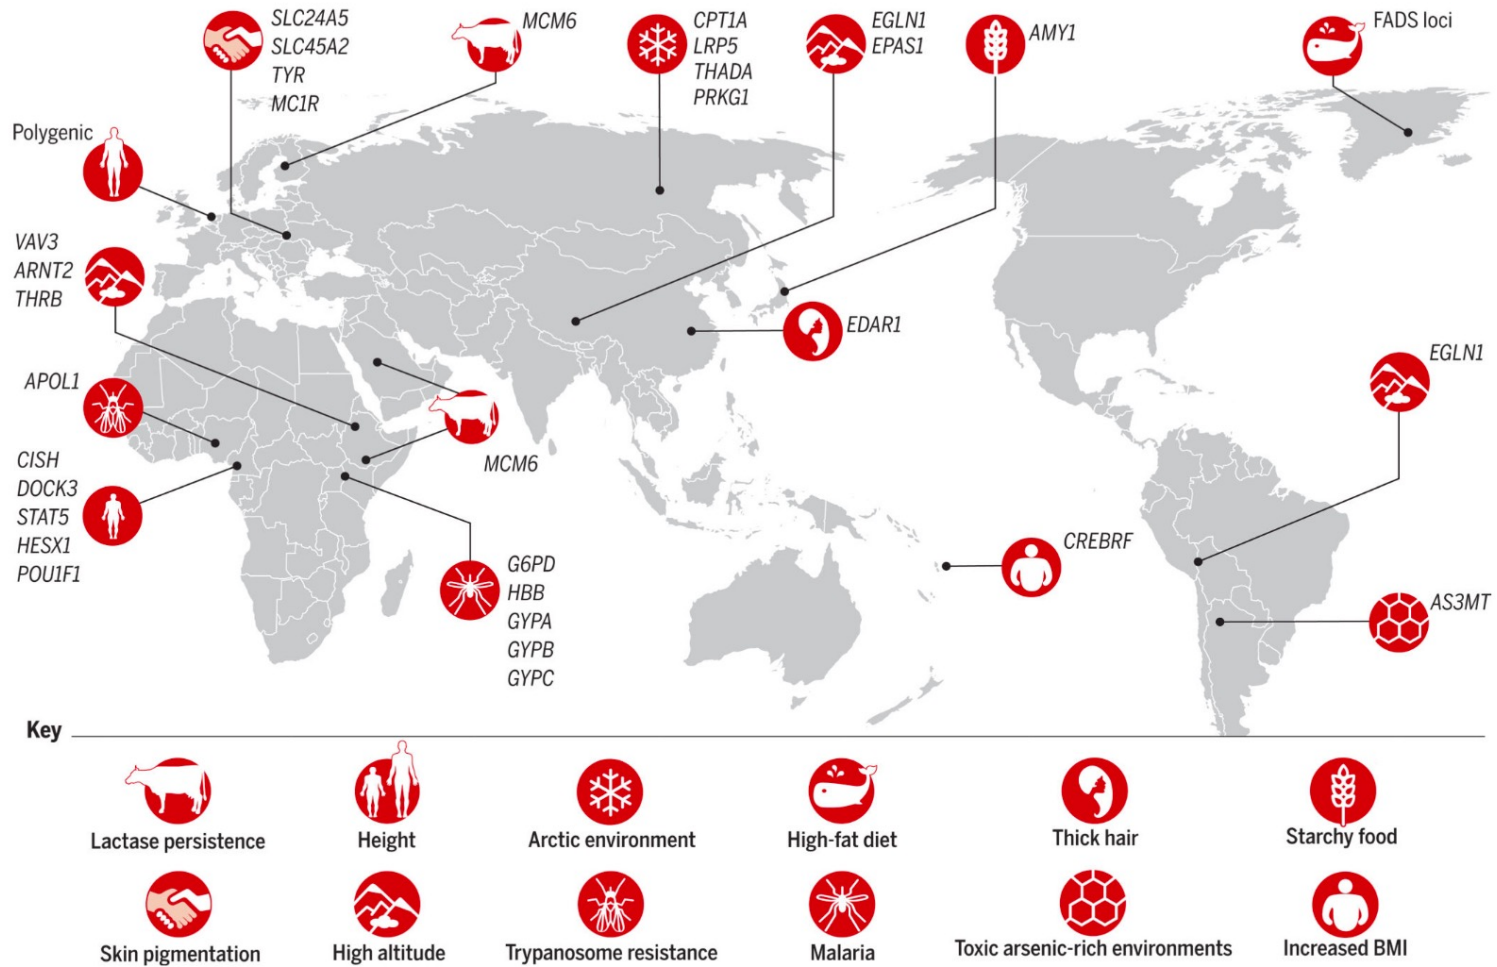 SLC24A5
SLC45A2
TYR
MC1R
MCM6
CPT1A
LRP5
THADA
PRKG1
EGLN1
EPAS1
AMY1
FADS loci
Polygenic
VAV3
ARNT2
THRB
EDAR1
EGLN1
APOL1
MCM6
CISH
DOCK3
STAT5
HESX1
POU1F1
G6PD
HBB
GYPA
GYPB
GYPC
CREBRF
AS3MT
Key
Lactase persistence
Height
Arctic environment
High-fat diet
Thick hair
Starchy food
Skin pigmentation
High altitude
Trypanosome resistance
Malaria
Toxic arsenic-rich environments
Increased BMI